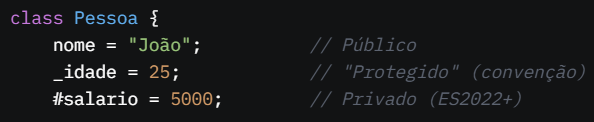 class Pessoa {
    nome = "João";          // Público
    _idade = 25;            // "Protegido" (convenção)
    #salario = 5000;        // Privado (ES2022+)